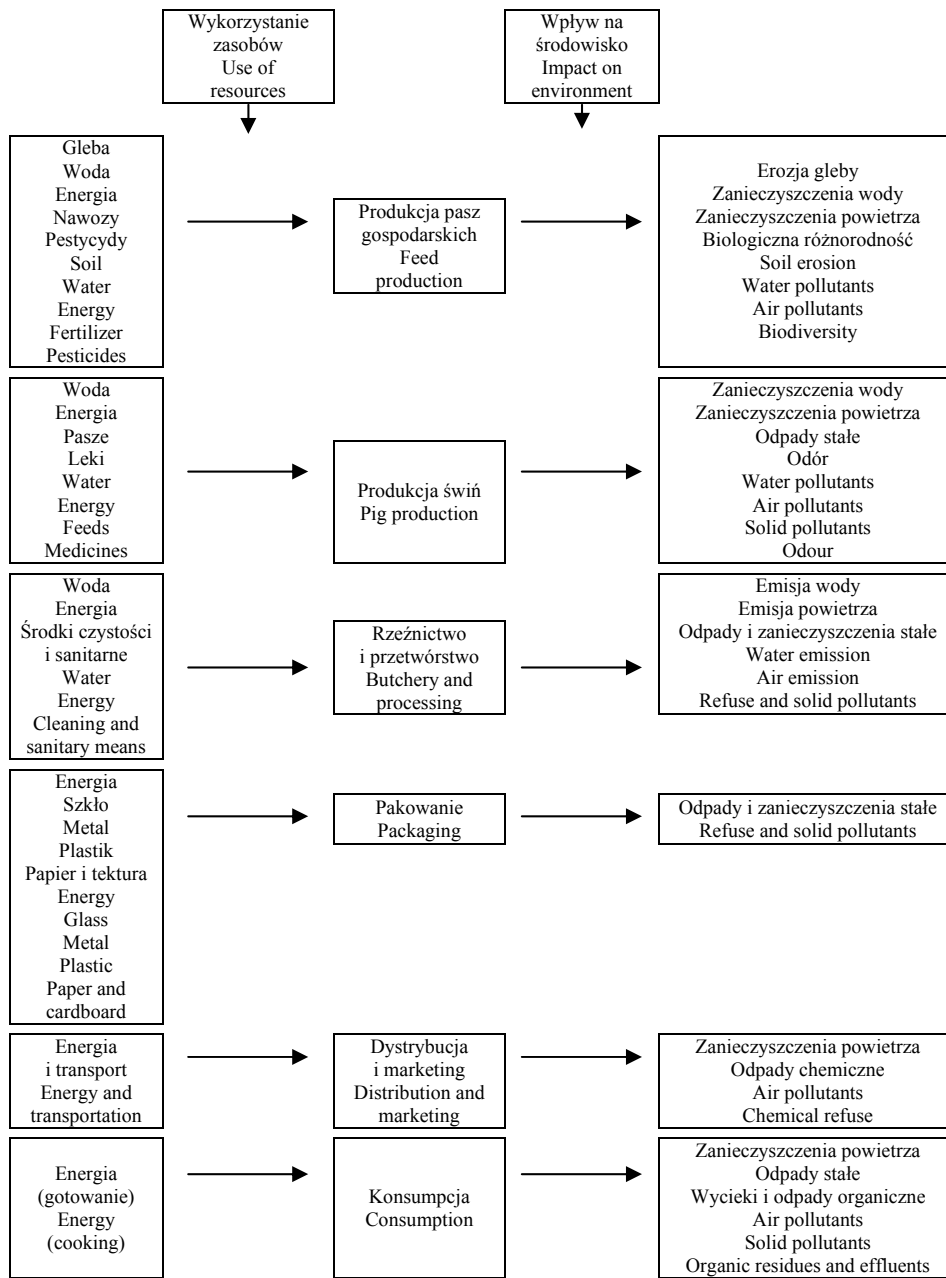 Wykorzystanie
zasobów
Use of
resources
Wpływ na
środowisko
Impact on
environment
Gleba
Woda
Energia
Nawozy
Pestycydy
Soil
Water
Energy
Fertilizer
Pesticides
Produkcja pasz
gospodarskich
Feed
production
Erozja gleby
Zanieczyszczenia wody
Zanieczyszczenia powietrza
Biologiczna różnorodność
Soil erosion
Water pollutants
Air pollutants
Biodiversity
Woda
Energia
Pasze
Leki
Water
Energy
Feeds
Medicines
Produkcja świń
Pig production
Zanieczyszczenia wody
Zanieczyszczenia powietrza
Odpady stałe
Odór
Water pollutants
Air pollutants
Solid pollutants
Odour
Woda
Energia
Środki czystości
i sanitarne
Water
Energy
Cleaning and
sanitary means
Rzeźnictwo
i przetwórstwo
Butchery and
processing
Emisja wody
Emisja powietrza
Odpady i zanieczyszczenia stałe
Water emission
Air emission
Refuse and solid pollutants
Energia
Szkło
Metal
Plastik
Papier i tektura
Energy
Glass
Metal
Plastic
Paper and
cardboard
Pakowanie
Packaging
Odpady i zanieczyszczenia stałe
Refuse and solid pollutants
Energia
i transport
Energy and
transportation
Dystrybucja
i marketing
Distribution and
marketing
Zanieczyszczenia powietrza
Odpady chemiczne
Air pollutants
Chemical refuse
Energia
(gotowanie)
Energy
(cooking)
Konsumpcja
Consumption
Zanieczyszczenia powietrza
Odpady stałe
Wycieki i odpady organiczne
Air pollutants
Solid pollutants
Organic residues and effluents